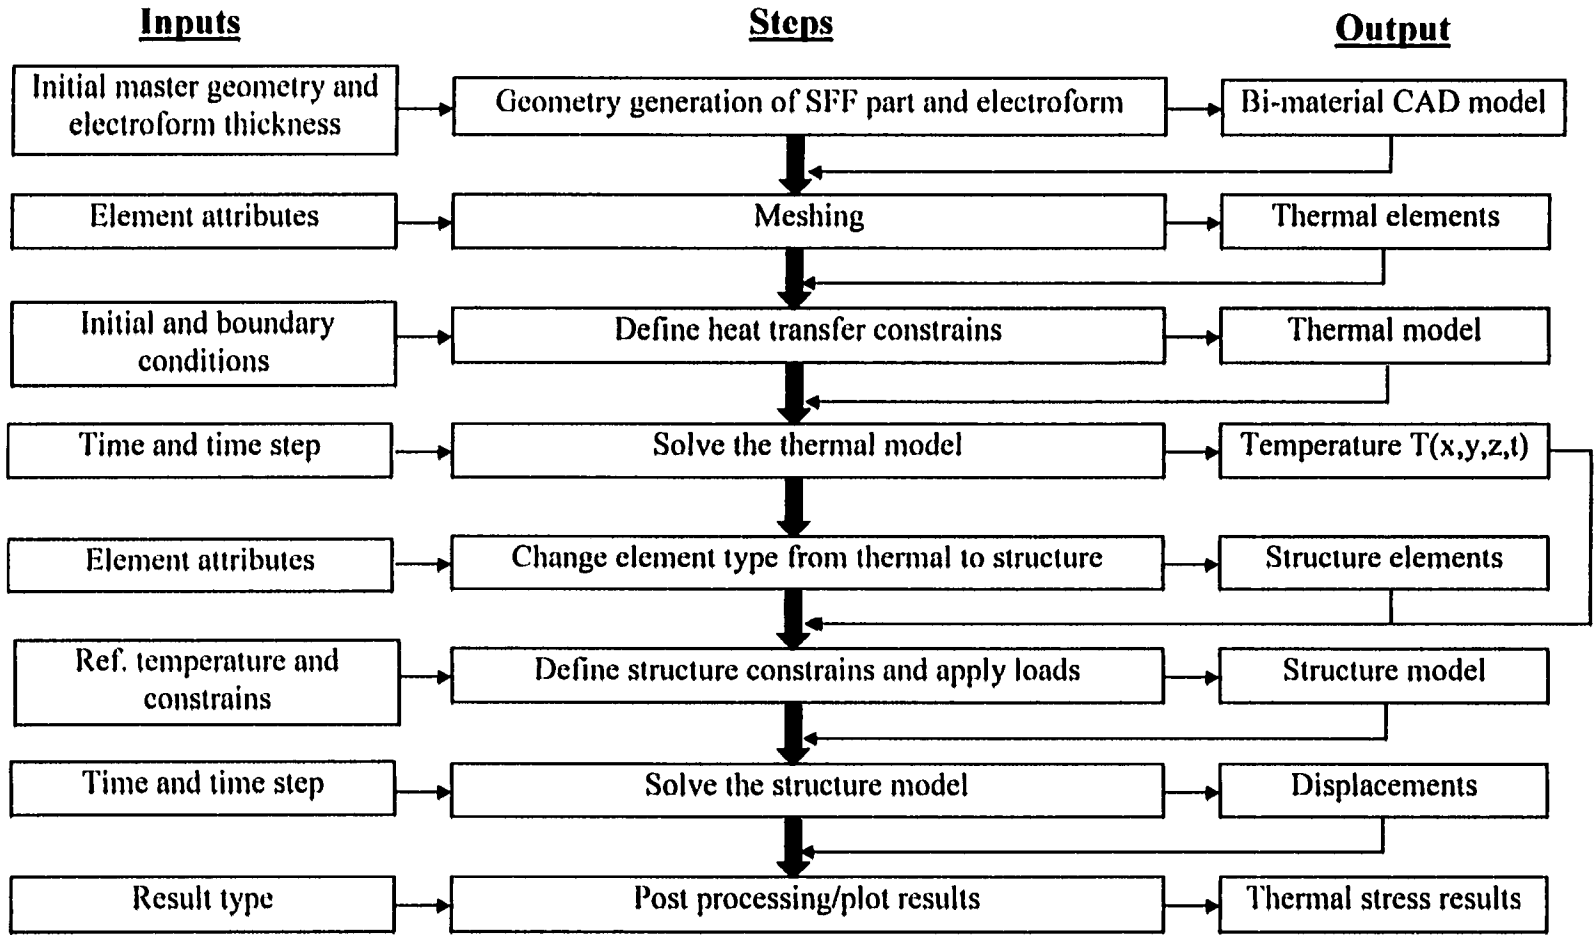 Inputs
Steps
Output
Initial master geometry and
electroform thickness
Geometry generation of SFF part and electroform
Bi-material CAD model
Element attributes
Meshing
Thermal elements
Initial and boundary
conditions
Define heat transfer constrains
Thermal model
Time and time step
Solve the thermal model
Temperature T(x,y,z,t)
Element attributes
Change element type from thermal to structure
Structure elements
Ref. temperature and
constrains
Define structure constrains and apply loads
Structure model
Time and time step
Solve the structure model
Displacements
Result type
Post processing/plot results
Thermal stress results